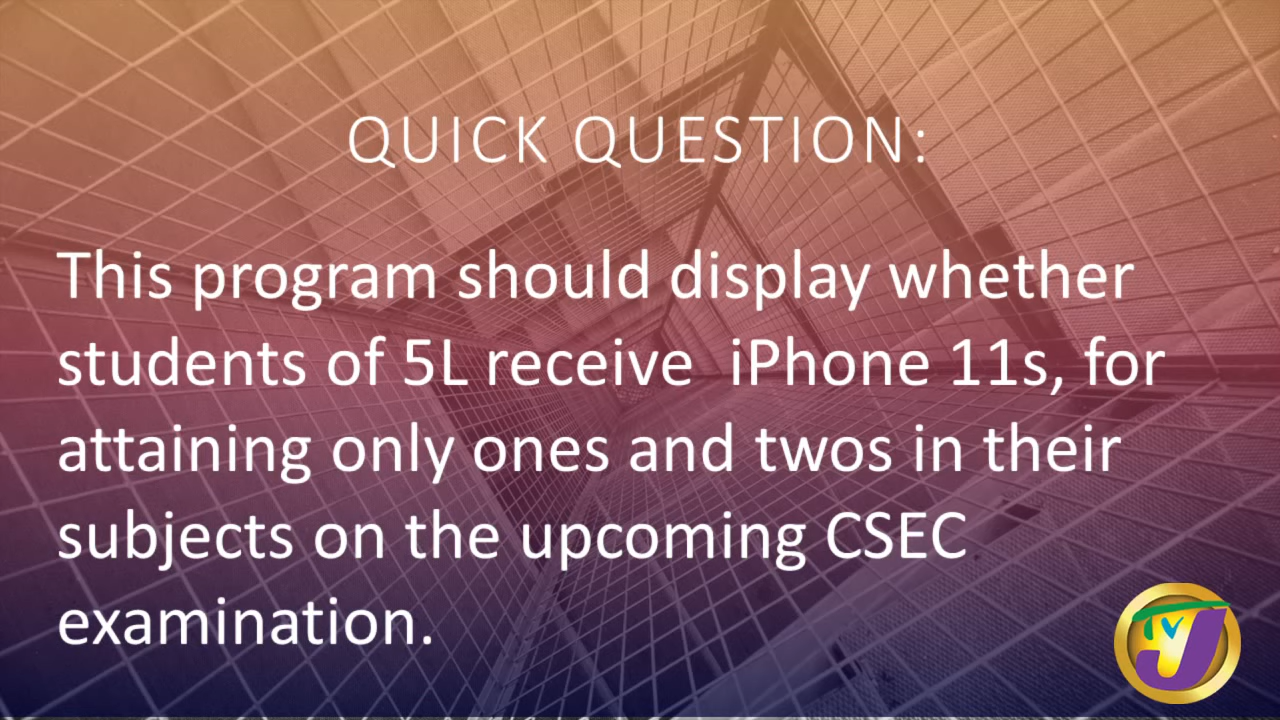 QUICK QUESTION:
This program should display whether
students of 5L receive  iPhone 11s, for
attaining only ones and twos in their
subjects on the upcoming CSEC
examination.
TVJ